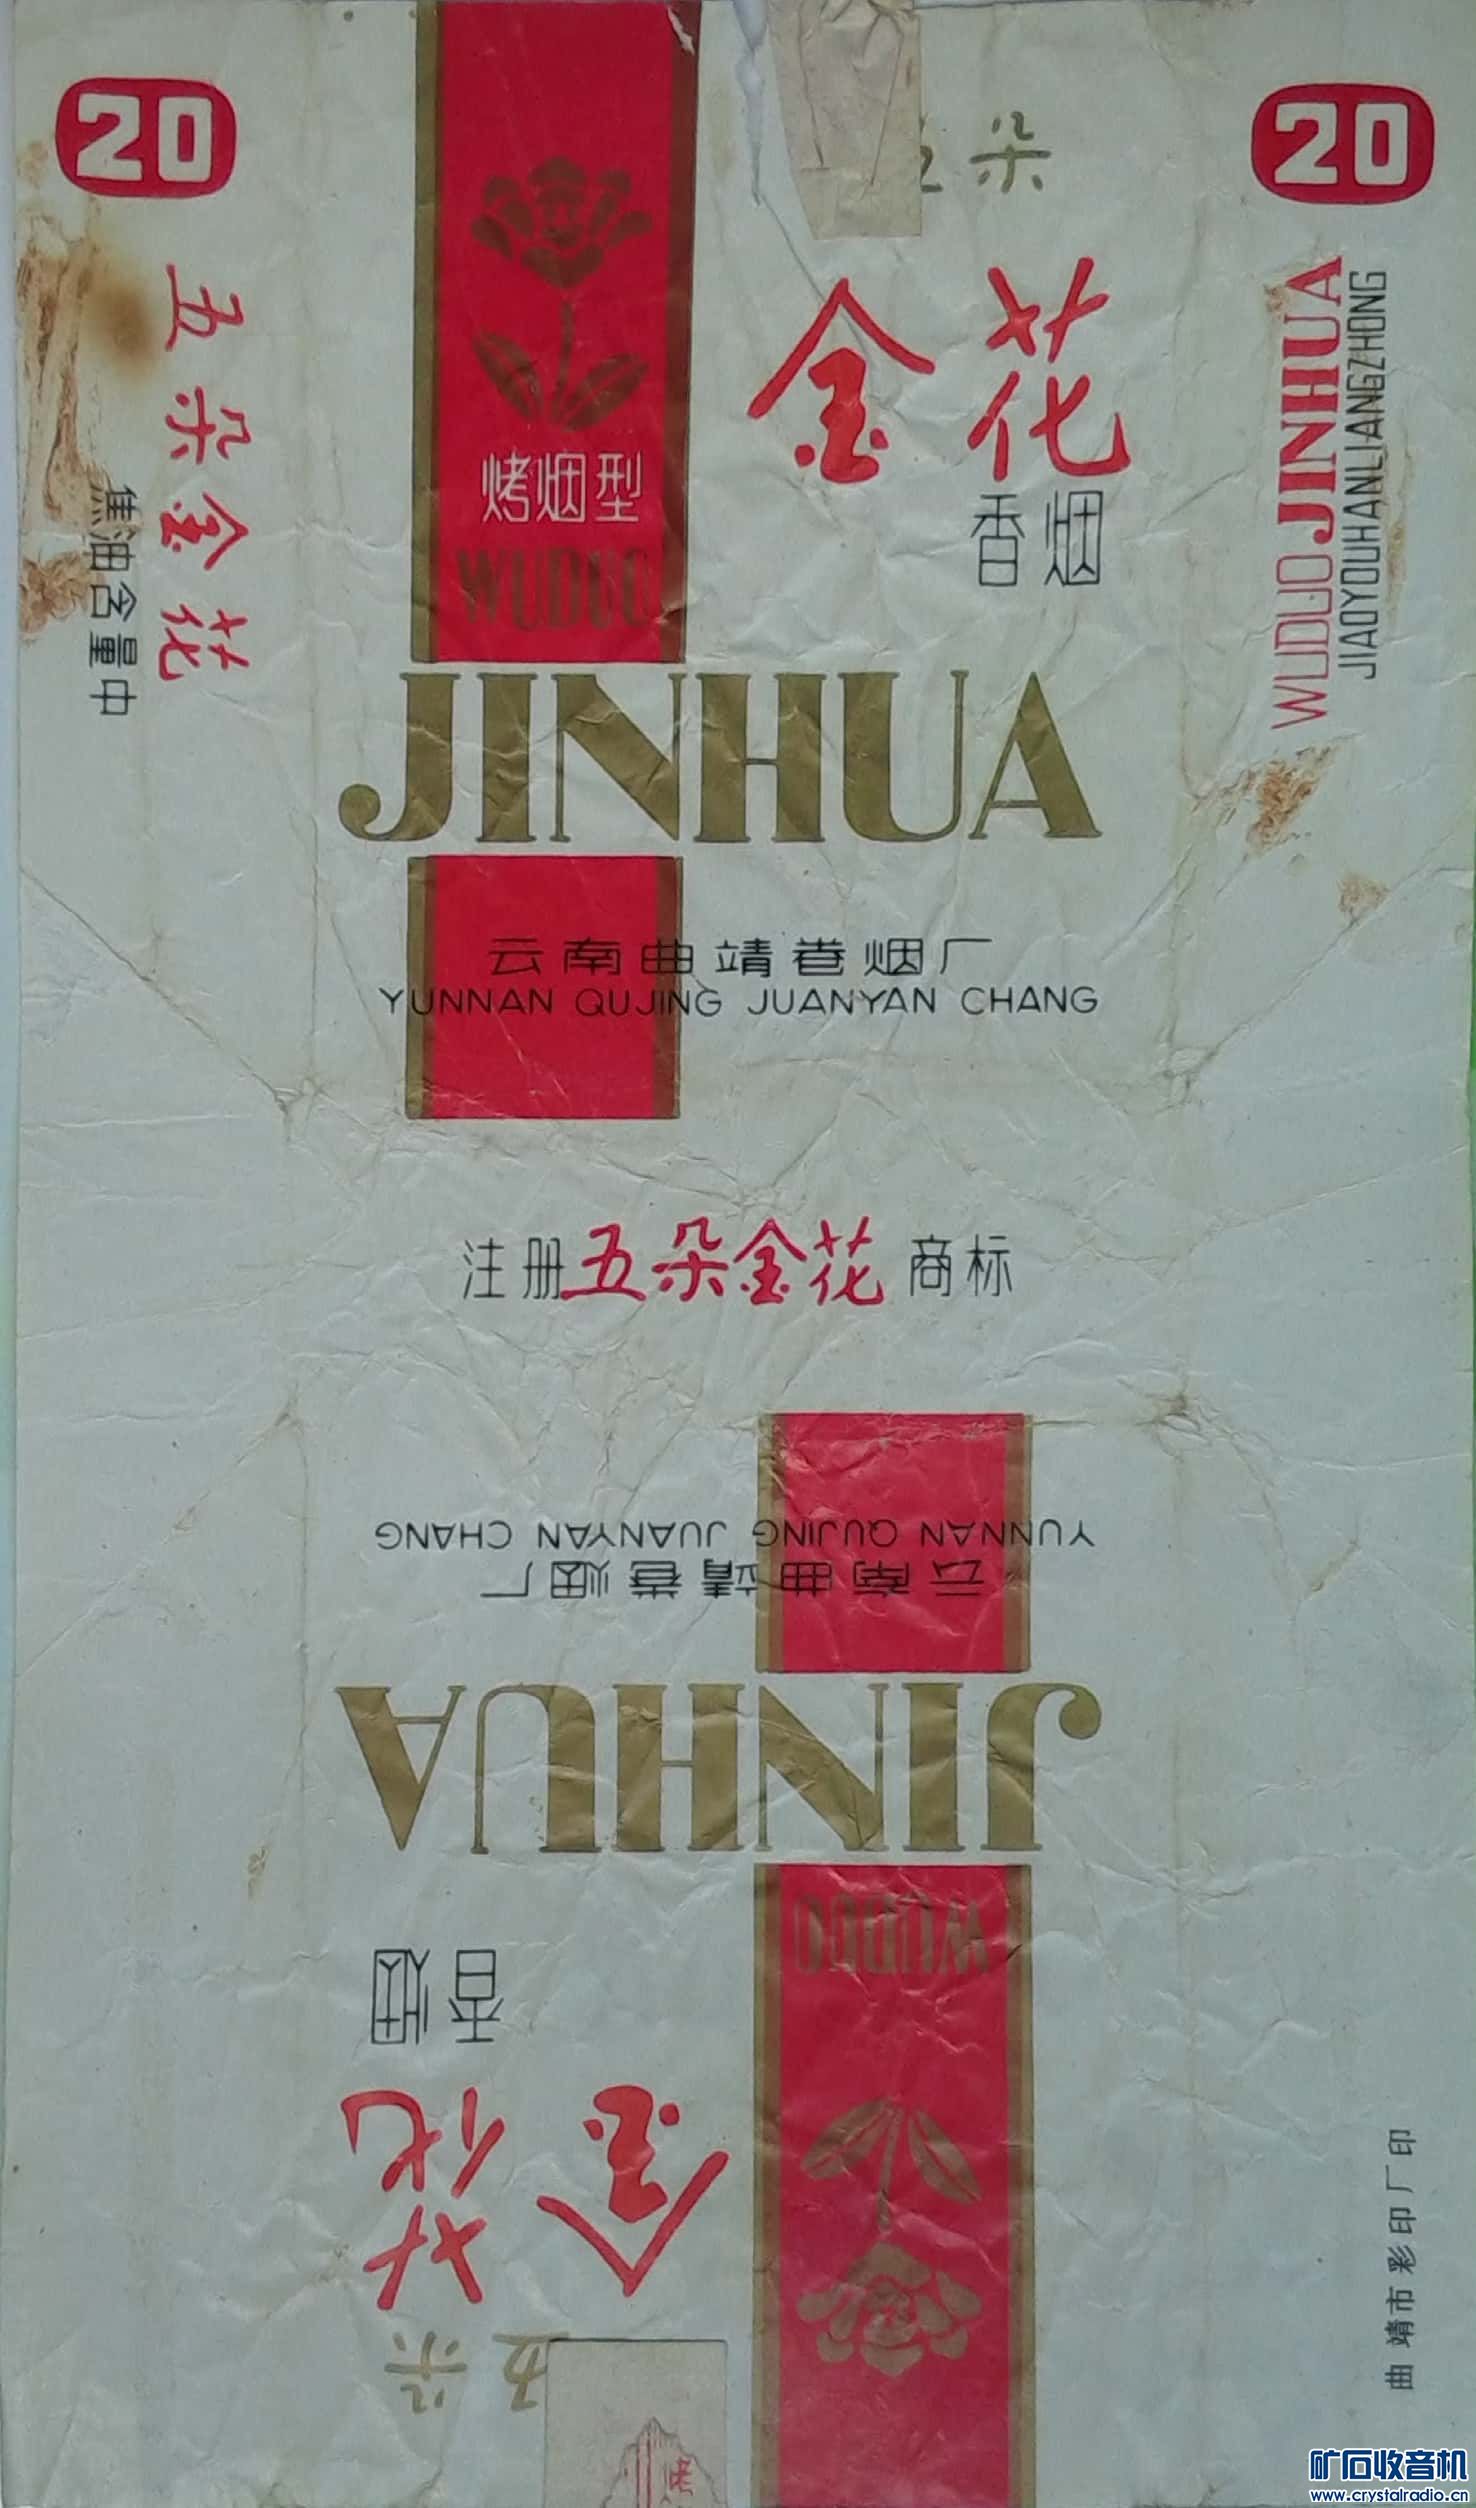 20
五朵金花
焦油含量中
烤烟型
WUDUO
朵
金花
香烟
20
WUDUO JINHUA
JIAOYOUHANLIANGZHONG
JINHUA
云南曲靖卷烟厂
YUNNAN QUJING JUANYAN CHANG
注册五朵金花商标
YUNNAN QUJING JUANYAN CHANG
云南曲靖卷烟厂
JINHUA
WUDUO
香烟
金花
五朵
曲靖市彩印厂印
矿石收音机
www.crystalradio.cn